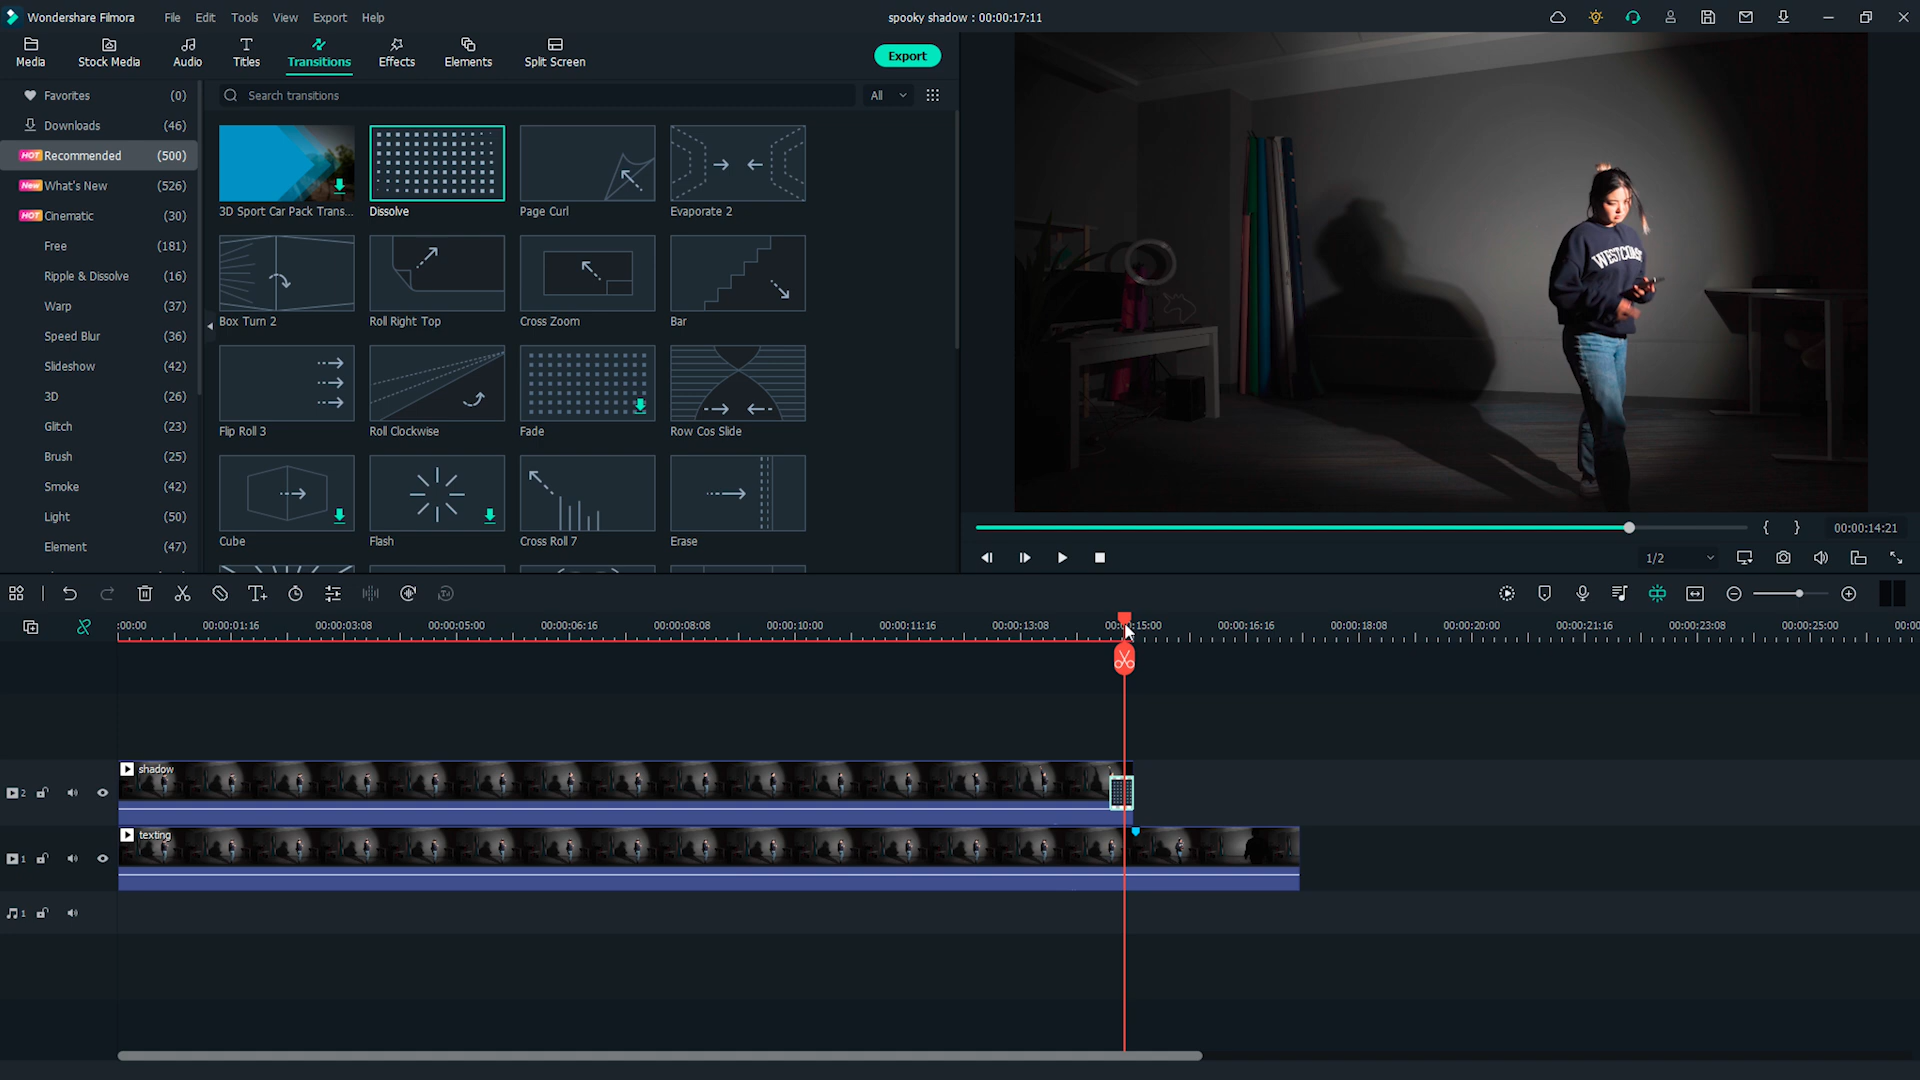 Wondershare Filmora File Edit Tools View Export Help spooky shadow : 00:00:17:11
Media Stock Media Audio Titles Transitions Effects Elements Split Screen Export
Favorites (0)
Downloads (46)
HOT Recommended (500)
New What's New (526)
HOT Cinematic (30)
Free (181)
Ripple & Dissolve (16)
Warp (37)
Speed Blur (36)
Slideshow (42)
3D (26)
Glitch (23)
Brush (25)
Smoke (42)
Light (50)
Element (47)
Search transitions All
3D Sport Car Pack Trans... Dissolve Page Curl Evaporate 2
Box Turn 2 Roll Right Top Cross Zoom Bar
Flip Roll 3 Roll Clockwise Fade Row Cos Slide
Cube Flash Cross Roll 7 Erase
WESTCOAST
{ } 00:00:14:21
1/2
:00:00 00:00:01:16 00:00:03:08 00:00:05:00 00:00:06:16 00:00:08:08 00:00:10:00 00:00:11:16 00:00:13:08 00:00:15:00 00:00:16:16 00:00:18:08 00:00:20:00 00:00:21:16 00:00:23:08 00:00:25:00 00:00
shadow
2
texting
1
1